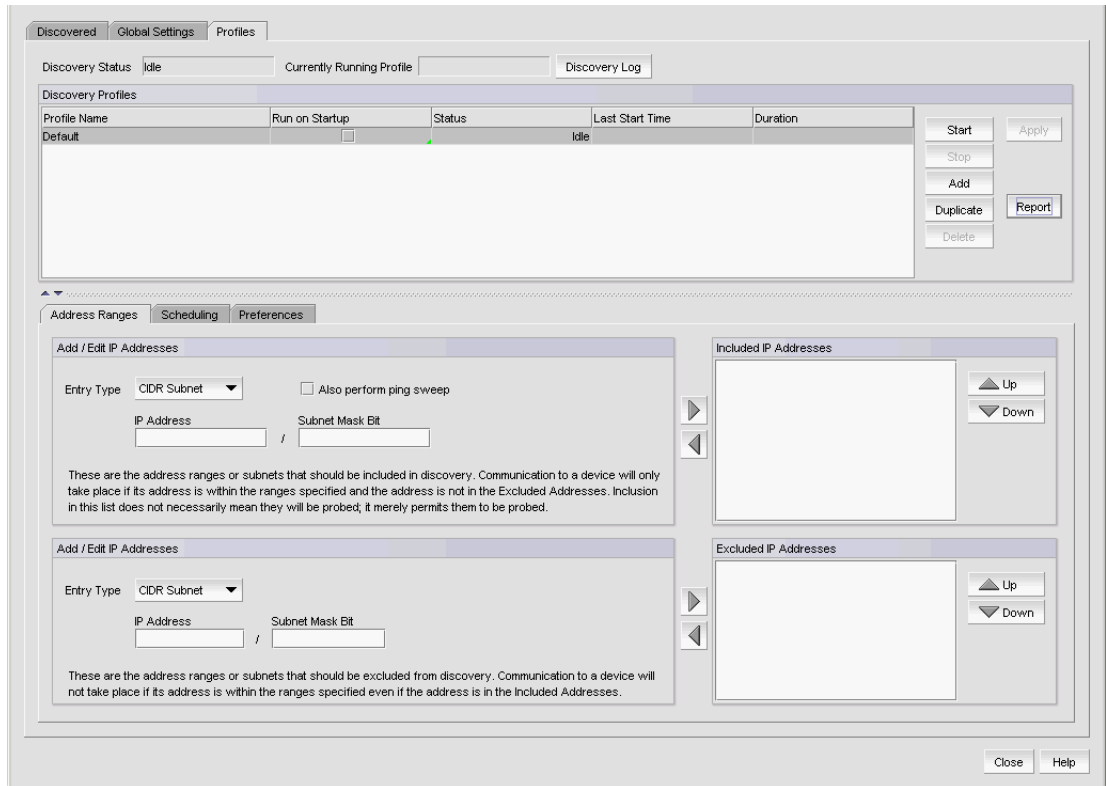 Discovered Global Settings Profiles
Discovery Status Idle Currently Running Profile Discovery Log
Discovery Profiles
Profile Name Run on Startup Status Last Start Time Duration
Default Idle
Start Apply
Stop
Add
Duplicate Report
Delete
Address Ranges Scheduling Preferences
Add / Edit IP Addresses
Entry Type CIDR Subnet Also perform ping sweep
IP Address Subnet Mask Bit
/
These are the address ranges or subnets that should be included in discovery. Communication to a device will only
take place if its address is within the ranges specified and the address is not in the Excluded Addresses. Inclusion
in this list does not necessarily mean they will be probed; it merely permits them to be probed.
Included IP Addresses
Up
Down
Add / Edit IP Addresses
Entry Type CIDR Subnet
IP Address Subnet Mask Bit
/
These are the address ranges or subnets that should be excluded from discovery. Communication to a device will
not take place if its address is within the ranges specified even if the address is in the Included Addresses.
Excluded IP Addresses
Up
Down
Close Help